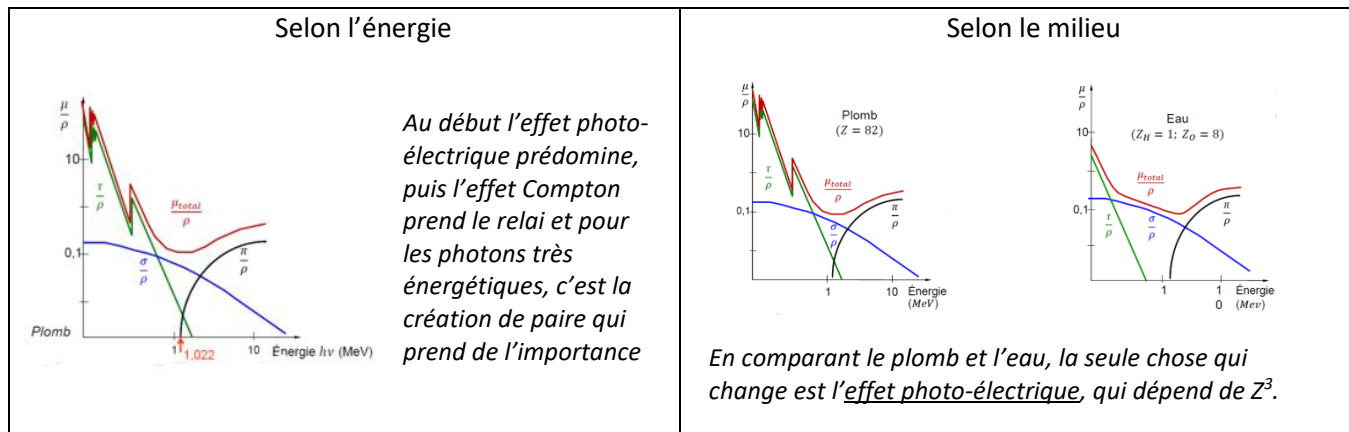 Selon l'énergie
μ/ρ
10
τ/ρ
μtotal/ρ
0,1
σ/ρ
π/ρ
Plomb
1
10
Énergie hν (MeV)
1,022
Au début l'effet photo-
électrique prédomine,
puis l'effet Compton
prend le relai et pour
les photons très
énergétiques, c'est la
création de paire qui
prend de l'importance
Selon le milieu
μ/ρ
Plomb
(Z = 82)
10
μtotal/ρ
τ/ρ
0,1
σ/ρ
π/ρ
1
10
Énergie
(MeV)
μ/ρ
Eau
(Z_H = 1; Z_O = 8)
10
μtotal/ρ
0,1
τ/ρ
σ/ρ
π/ρ
1
1
0
Énergie
(Mev)
En comparant le plomb et l'eau, la seule chose qui
change est l'effet photo-électrique, qui dépend de Z³.